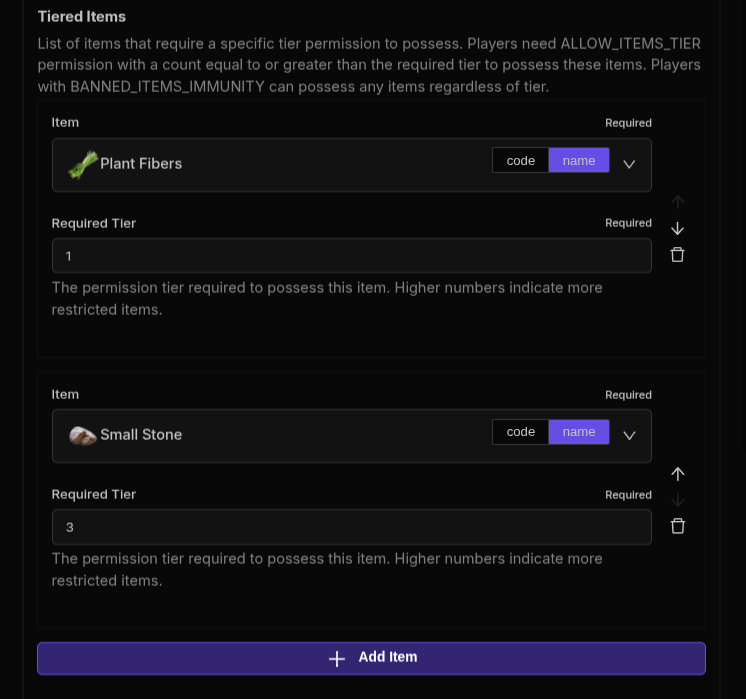 Tiered Items
List of items that require a specific tier permission to possess. Players need ALLOW_ITEMS_TIER
permission with a count equal to or greater than the required tier to possess these items. Players
with BANNED_ITEMS_IMMUNITY can possess any items regardless of tier.
Item Required
Plant Fibers code name
Required Tier Required
1
The permission tier required to possess this item. Higher numbers indicate more
restricted items.
Item Required
Small Stone code name
Required Tier Required
3
The permission tier required to possess this item. Higher numbers indicate more
restricted items.
Add Item